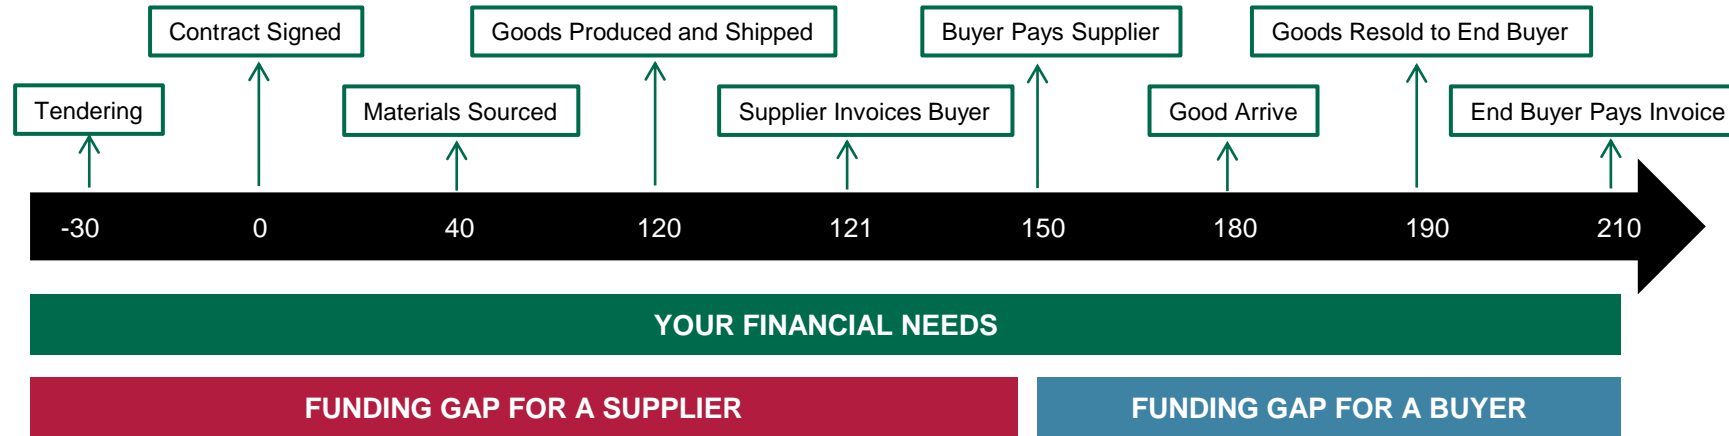 Contract Signed
Goods Produced and Shipped
Buyer Pays Supplier
Goods Resold to End Buyer
Tendering
Materials Sourced
Supplier Invoices Buyer
Good Arrive
End Buyer Pays Invoice
-30 0 40 120 121 150 180 190 210
YOUR FINANCIAL NEEDS
FUNDING GAP FOR A SUPPLIER
FUNDING GAP FOR A BUYER